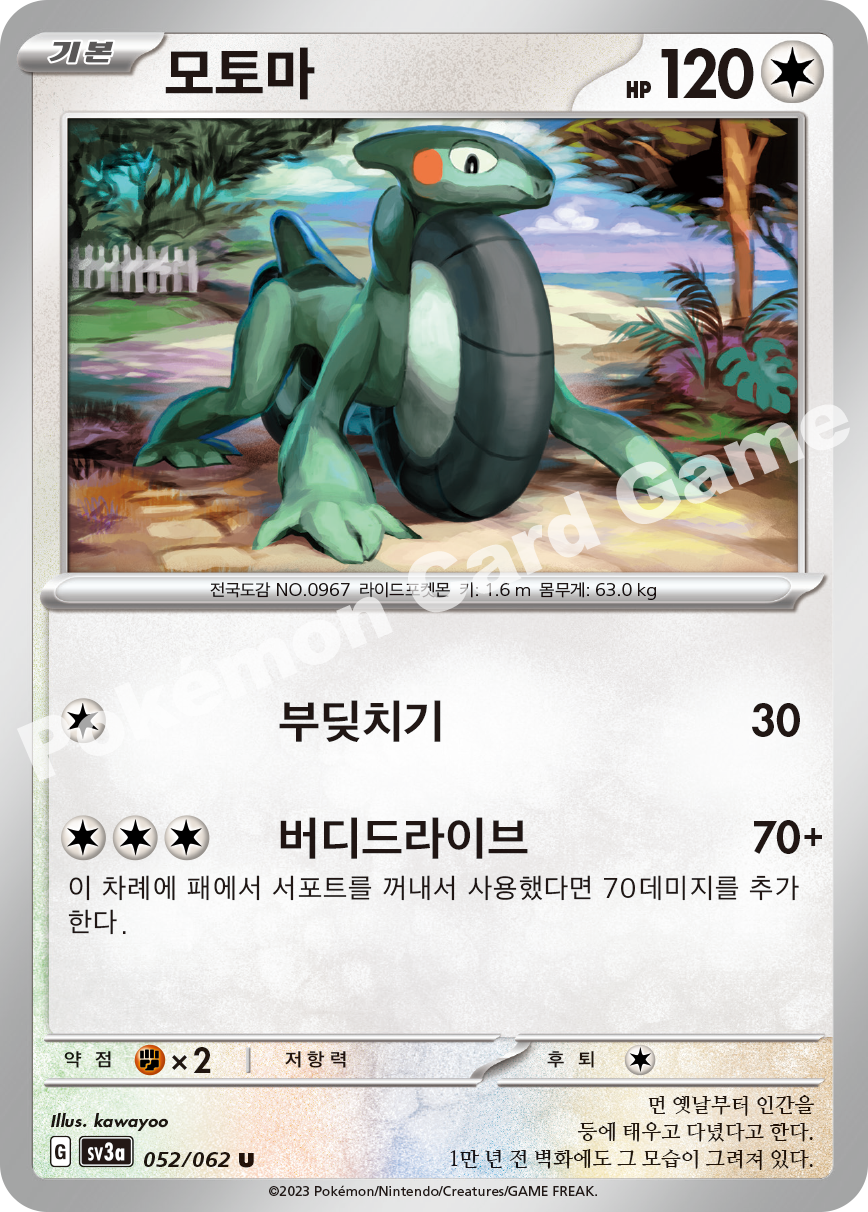 기본
모토마
HP 120
전국도감 NO.0967 라이드포켓몬 키: 1.6 m 몸무게: 63.0 kg
부딪치기 30
버디드라이브 70+
이 차례에 패에서 서포트를 꺼내서 사용했다면 70데미지를 추가
한다.
약점 ×2 저항력 후퇴
먼 옛날부터 인간을
등에 태우고 다녔다고 한다.
1만 년 전 벽화에도 그 모습이 그려져 있다.
Illus. kawayoo
G sv3a 052/062 U
©2023 Pokémon/Nintendo/Creatures/GAME FREAK.
Pokémon Card Game